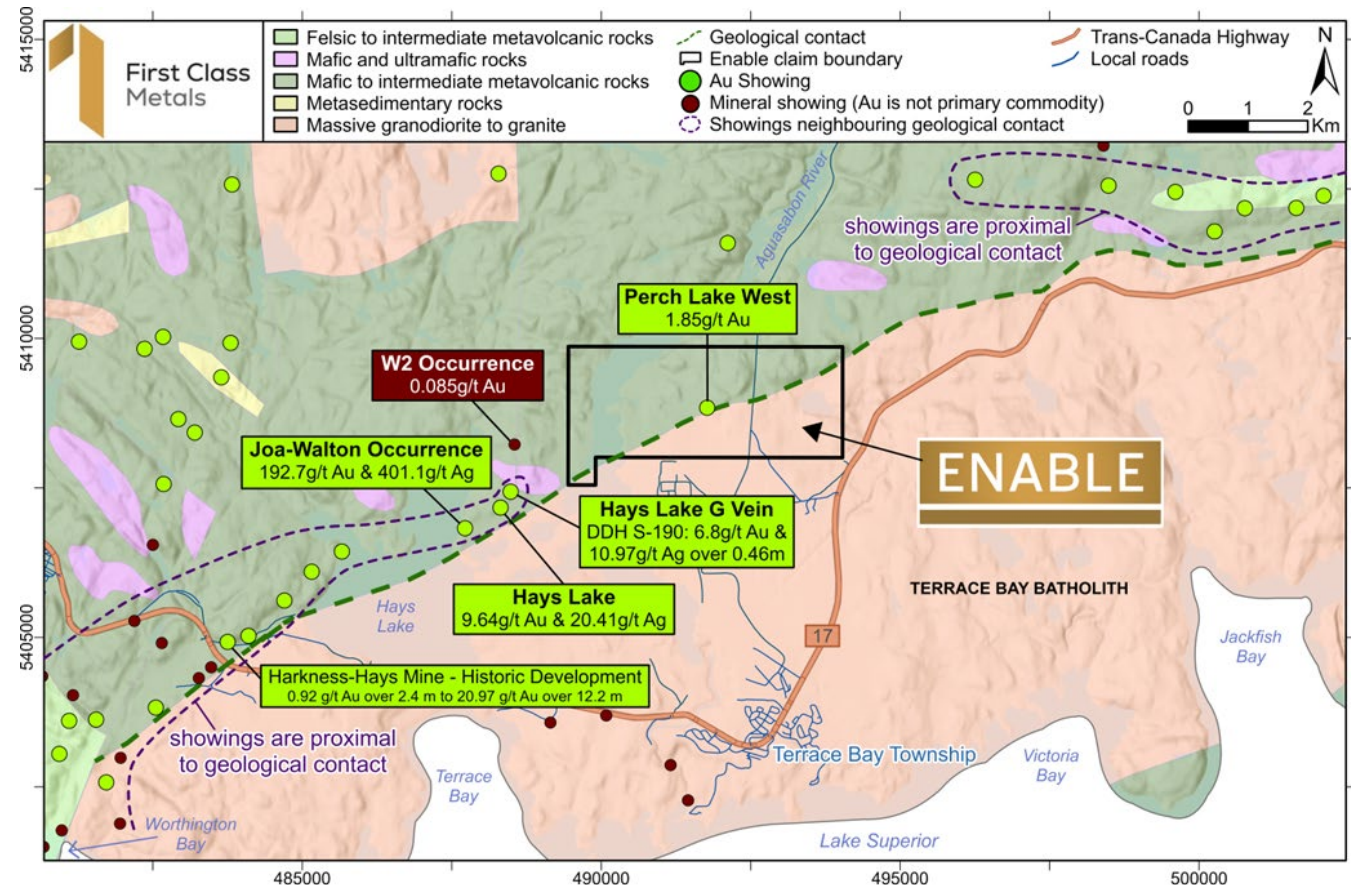 First Class
Metals
Felsic to intermediate metavolcanic rocks
Mafic and ultramafic rocks
Mafic to intermediate metavolcanic rocks
Metasedimentary rocks
Massive granodiorite to granite
Geological contact
Enable claim boundary
Au Showing
Mineral showing (Au is not primary commodity)
Showings neighbouring geological contact
Trans-Canada Highway
Local roads
N
0 1 2
Km
5415000
5410000
5405000
Aguasabon River
showings are proximal
to geological contact
Perch Lake West
1.85g/t Au
W2 Occurrence
0.085g/t Au
Joa-Walton Occurrence
192.7g/t Au & 401.1g/t Ag
ENABLE
Hays Lake G Vein
DDH S-190: 6.8g/t Au &
10.97g/t Ag over 0.46m
Hays Lake
9.64g/t Au & 20.41g/t Ag
Hays
Lake
TERRACE BAY BATHOLITH
17
Jackfish
Bay
Harkness-Hays Mine - Historic Development
0.92 g/t Au over 2.4 m to 20.97 g/t Au over 12.2 m
showings are proximal
to geological contact
Terrace Bay Township
Terrace
Bay
Victoria
Bay
Worthington
Bay
Lake Superior
485000
490000
495000
500000